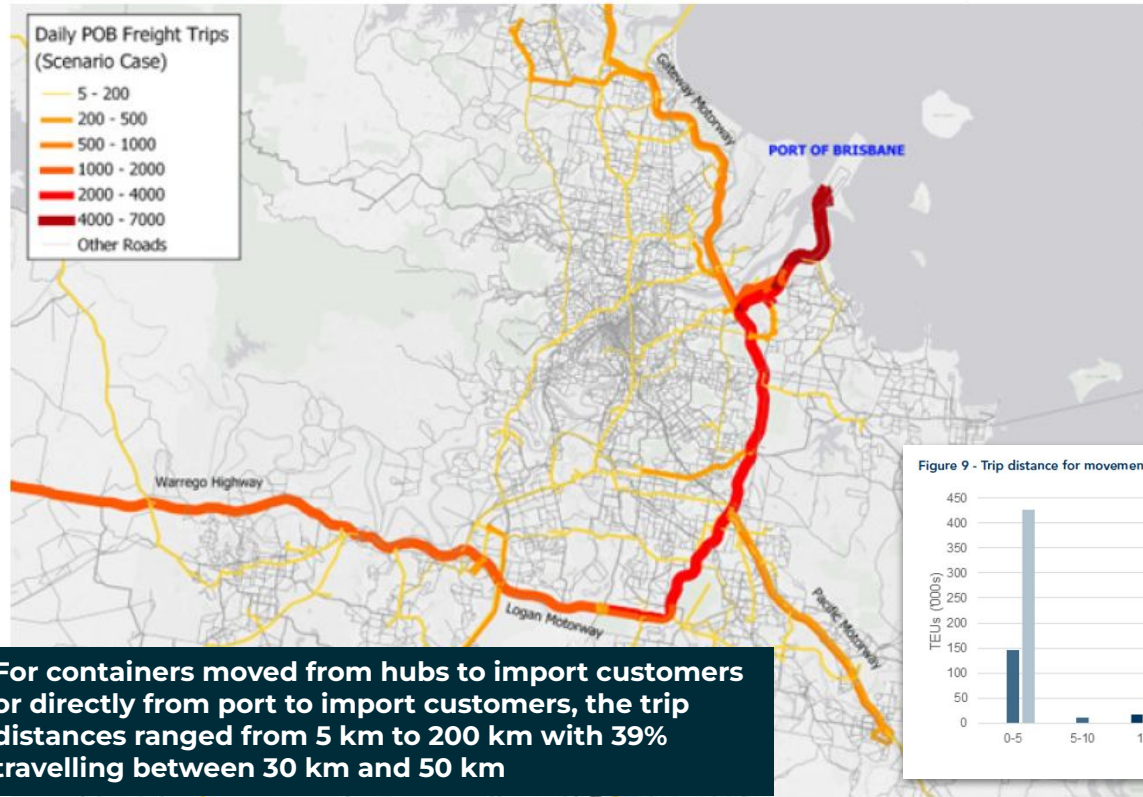 Daily POB Freight Trips
(Scenario Case)
5 - 200
200 - 500
500 - 1000
1000 - 2000
2000 - 4000
4000 - 7000
Other Roads
Gateway Motorway
PORT OF BRISBANE
Warrego Highway
Logan Motorway
Pacific Motorway
For containers moved from hubs to import customers
or directly from port to import customers, the trip
distances ranged from 5 km to 200 km with 39%
travelling between 30 km and 50 km
Figure 9 - Trip distance for movemen
TEUs ('000s)
450
400
350
300
250
200
150
100
50
0
0-5
5-10
1